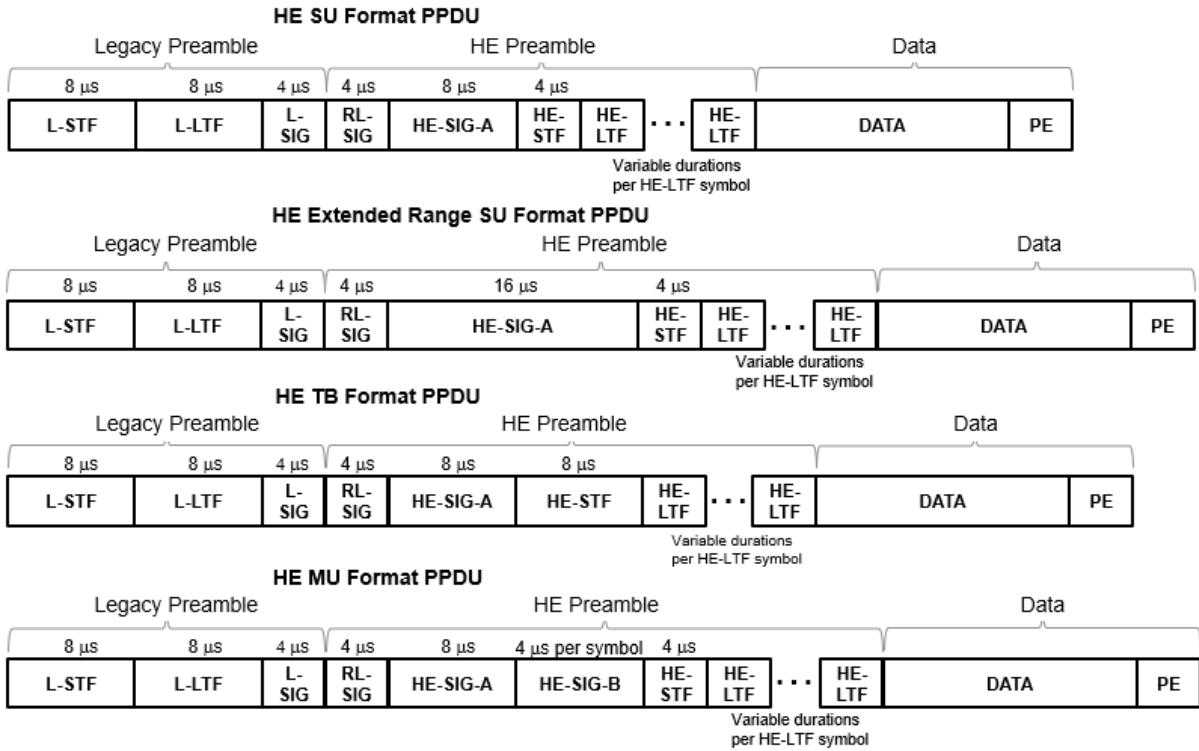 HE SU Format PPDU
Legacy Preamble HE Preamble Data
8 μs 8 μs 4 μs 4 μs 8 μs 4 μs
L-STF L-LTF L-SIG RL-SIG HE-SIG-A HE-STF HE-LTF ... HE-LTF DATA PE
Variable durations
per HE-LTF symbol
HE Extended Range SU Format PPDU
Legacy Preamble HE Preamble Data
8 μs 8 μs 4 μs 4 μs 16 μs 4 μs
L-STF L-LTF L-SIG RL-SIG HE-SIG-A HE-STF HE-LTF ... HE-LTF DATA PE
Variable durations
per HE-LTF symbol
HE TB Format PPDU
Legacy Preamble HE Preamble Data
8 μs 8 μs 4 μs 4 μs 8 μs 8 μs
L-STF L-LTF L-SIG RL-SIG HE-SIG-A HE-STF HE-LTF ... HE-LTF DATA PE
Variable durations
per HE-LTF symbol
HE MU Format PPDU
Legacy Preamble HE Preamble Data
8 μs 8 μs 4 μs 4 μs 8 μs 4 μs per symbol 4 μs
L-STF L-LTF L-SIG RL-SIG HE-SIG-A HE-SIG-B HE-STF HE-LTF ... HE-LTF DATA PE
Variable durations
per HE-LTF symbol